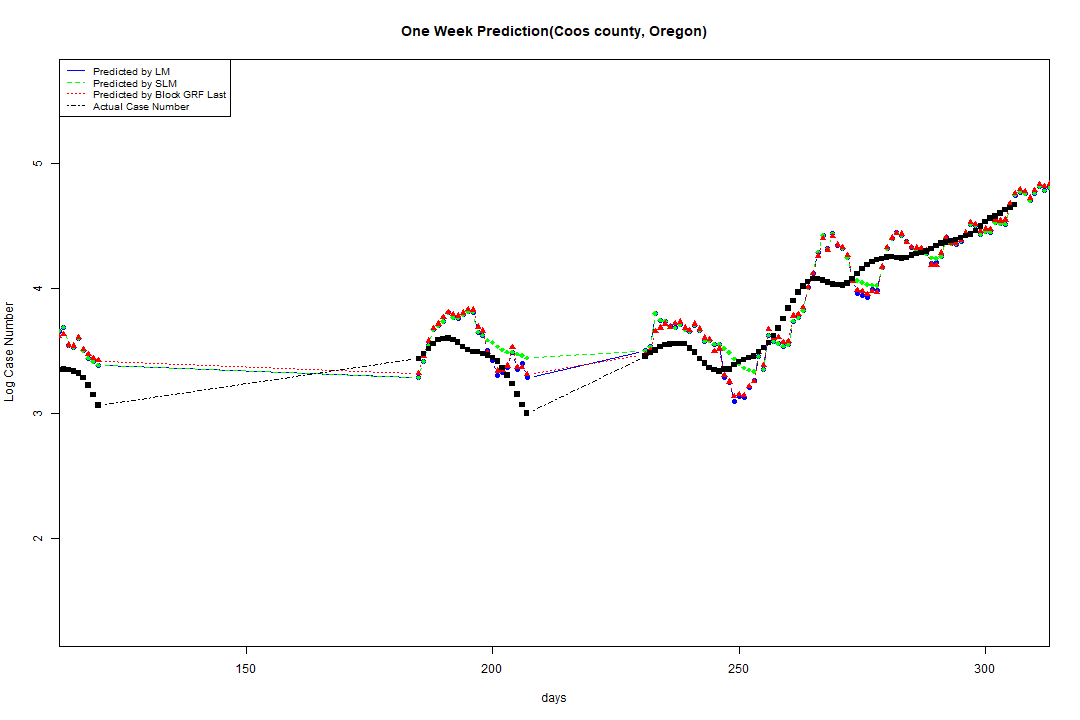 One Week Prediction(Coos county, Oregon)
Predicted by LM
Predicted by SLM
Predicted by Block GRF Last
Actual Case Number
5
4
3
2
Log Case Number
150 200 250 300
days